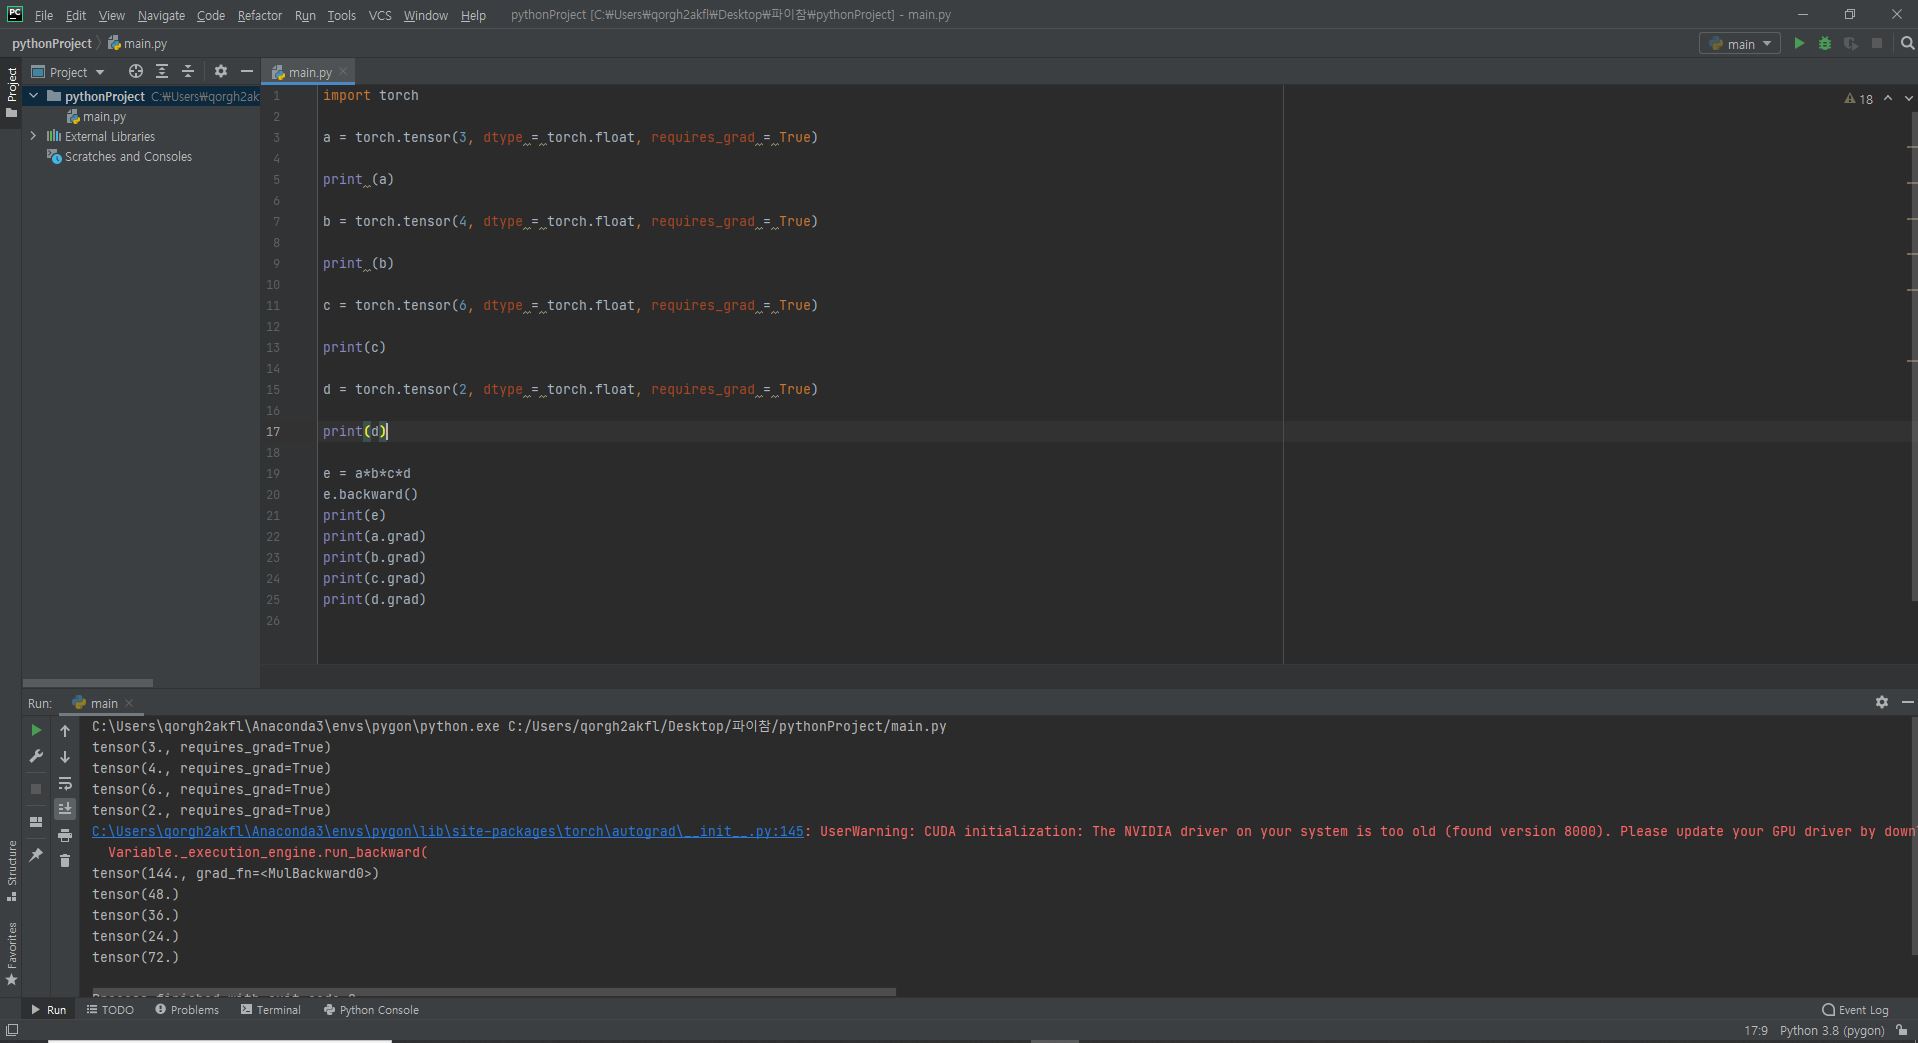 PC File Edit View Navigate Code Refactor Run Tools VCS Window Help pythonProject [C:₩Users₩qorgh2akfl₩Desktop₩파이참₩pythonProject] - main.py
pythonProject main.py main
Project
Project main.py
pythonProject C:₩Users₩qorgh2ak
main.py
External Libraries
Scratches and Consoles
18
1 import torch
2
3 a = torch.tensor(3, dtype = torch.float, requires_grad = True)
4
5 print (a)
6
7 b = torch.tensor(4, dtype = torch.float, requires_grad = True)
8
9 print (b)
10
11 c = torch.tensor(6, dtype = torch.float, requires_grad = True)
12
13 print(c)
14
15 d = torch.tensor(2, dtype = torch.float, requires_grad = True)
16
17 print(d)
18
19 e = a*b*c*d
20 e.backward()
21 print(e)
22 print(a.grad)
23 print(b.grad)
24 print(c.grad)
25 print(d.grad)
26
Run: main
C:\Users\qorgh2akfl\Anaconda3\envs\pygon\python.exe C:/Users/qorgh2akfl/Desktop/파이참/pythonProject/main.py
tensor(3., requires_grad=True)
tensor(4., requires_grad=True)
tensor(6., requires_grad=True)
tensor(2., requires_grad=True)
C:\Users\qorgh2akfl\Anaconda3\envs\pygon\lib\site-packages\torch\autograd\__init__.py:145: UserWarning: CUDA initialization: The NVIDIA driver on your system is too old (found version 8000). Please update your GPU driver by down
Variable._execution_engine.run_backward(
tensor(144., grad_fn=<MulBackward0>)
tensor(48.)
tensor(36.)
tensor(24.)
tensor(72.)
Process finished with exit code 0
Structure
Favorites
Run TODO Problems Terminal Python Console Event Log
17:9 Python 3.8 (pygon)